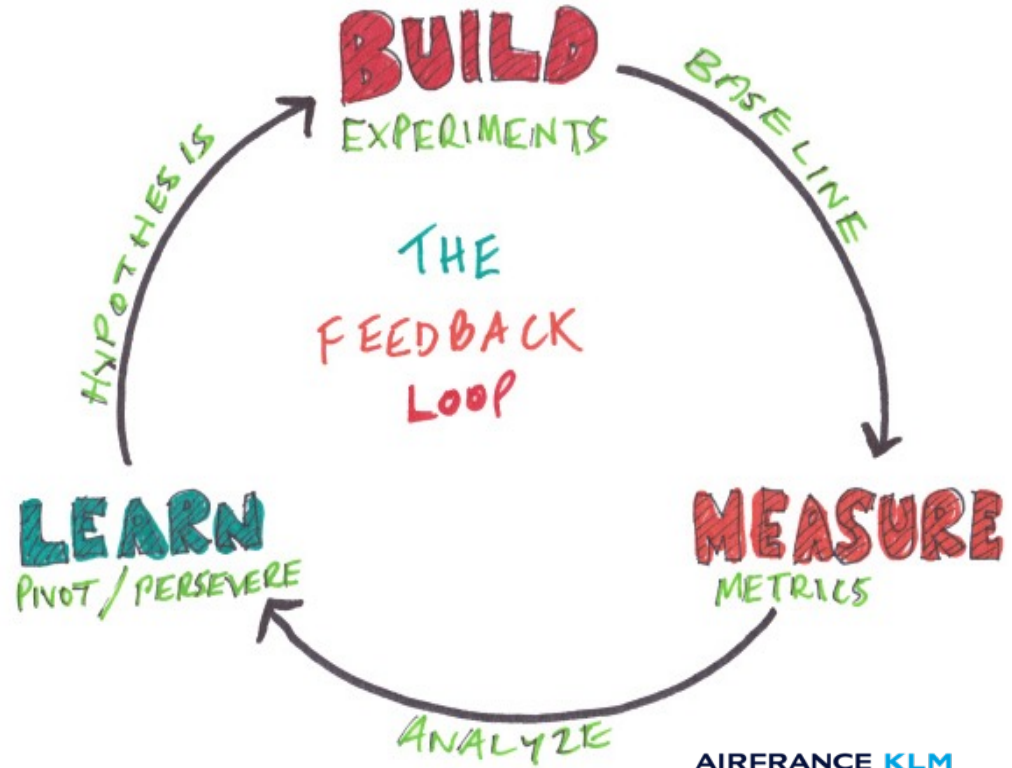 BUILD
EXPERIMENTS
BASELINE
HYPOTHESIS
THE
FEEDBACK
LOOP
LEARN
PIVOT / PERSEVERE
MEASURE
METRICS
ANALYZE
AIRFRANCE KLM